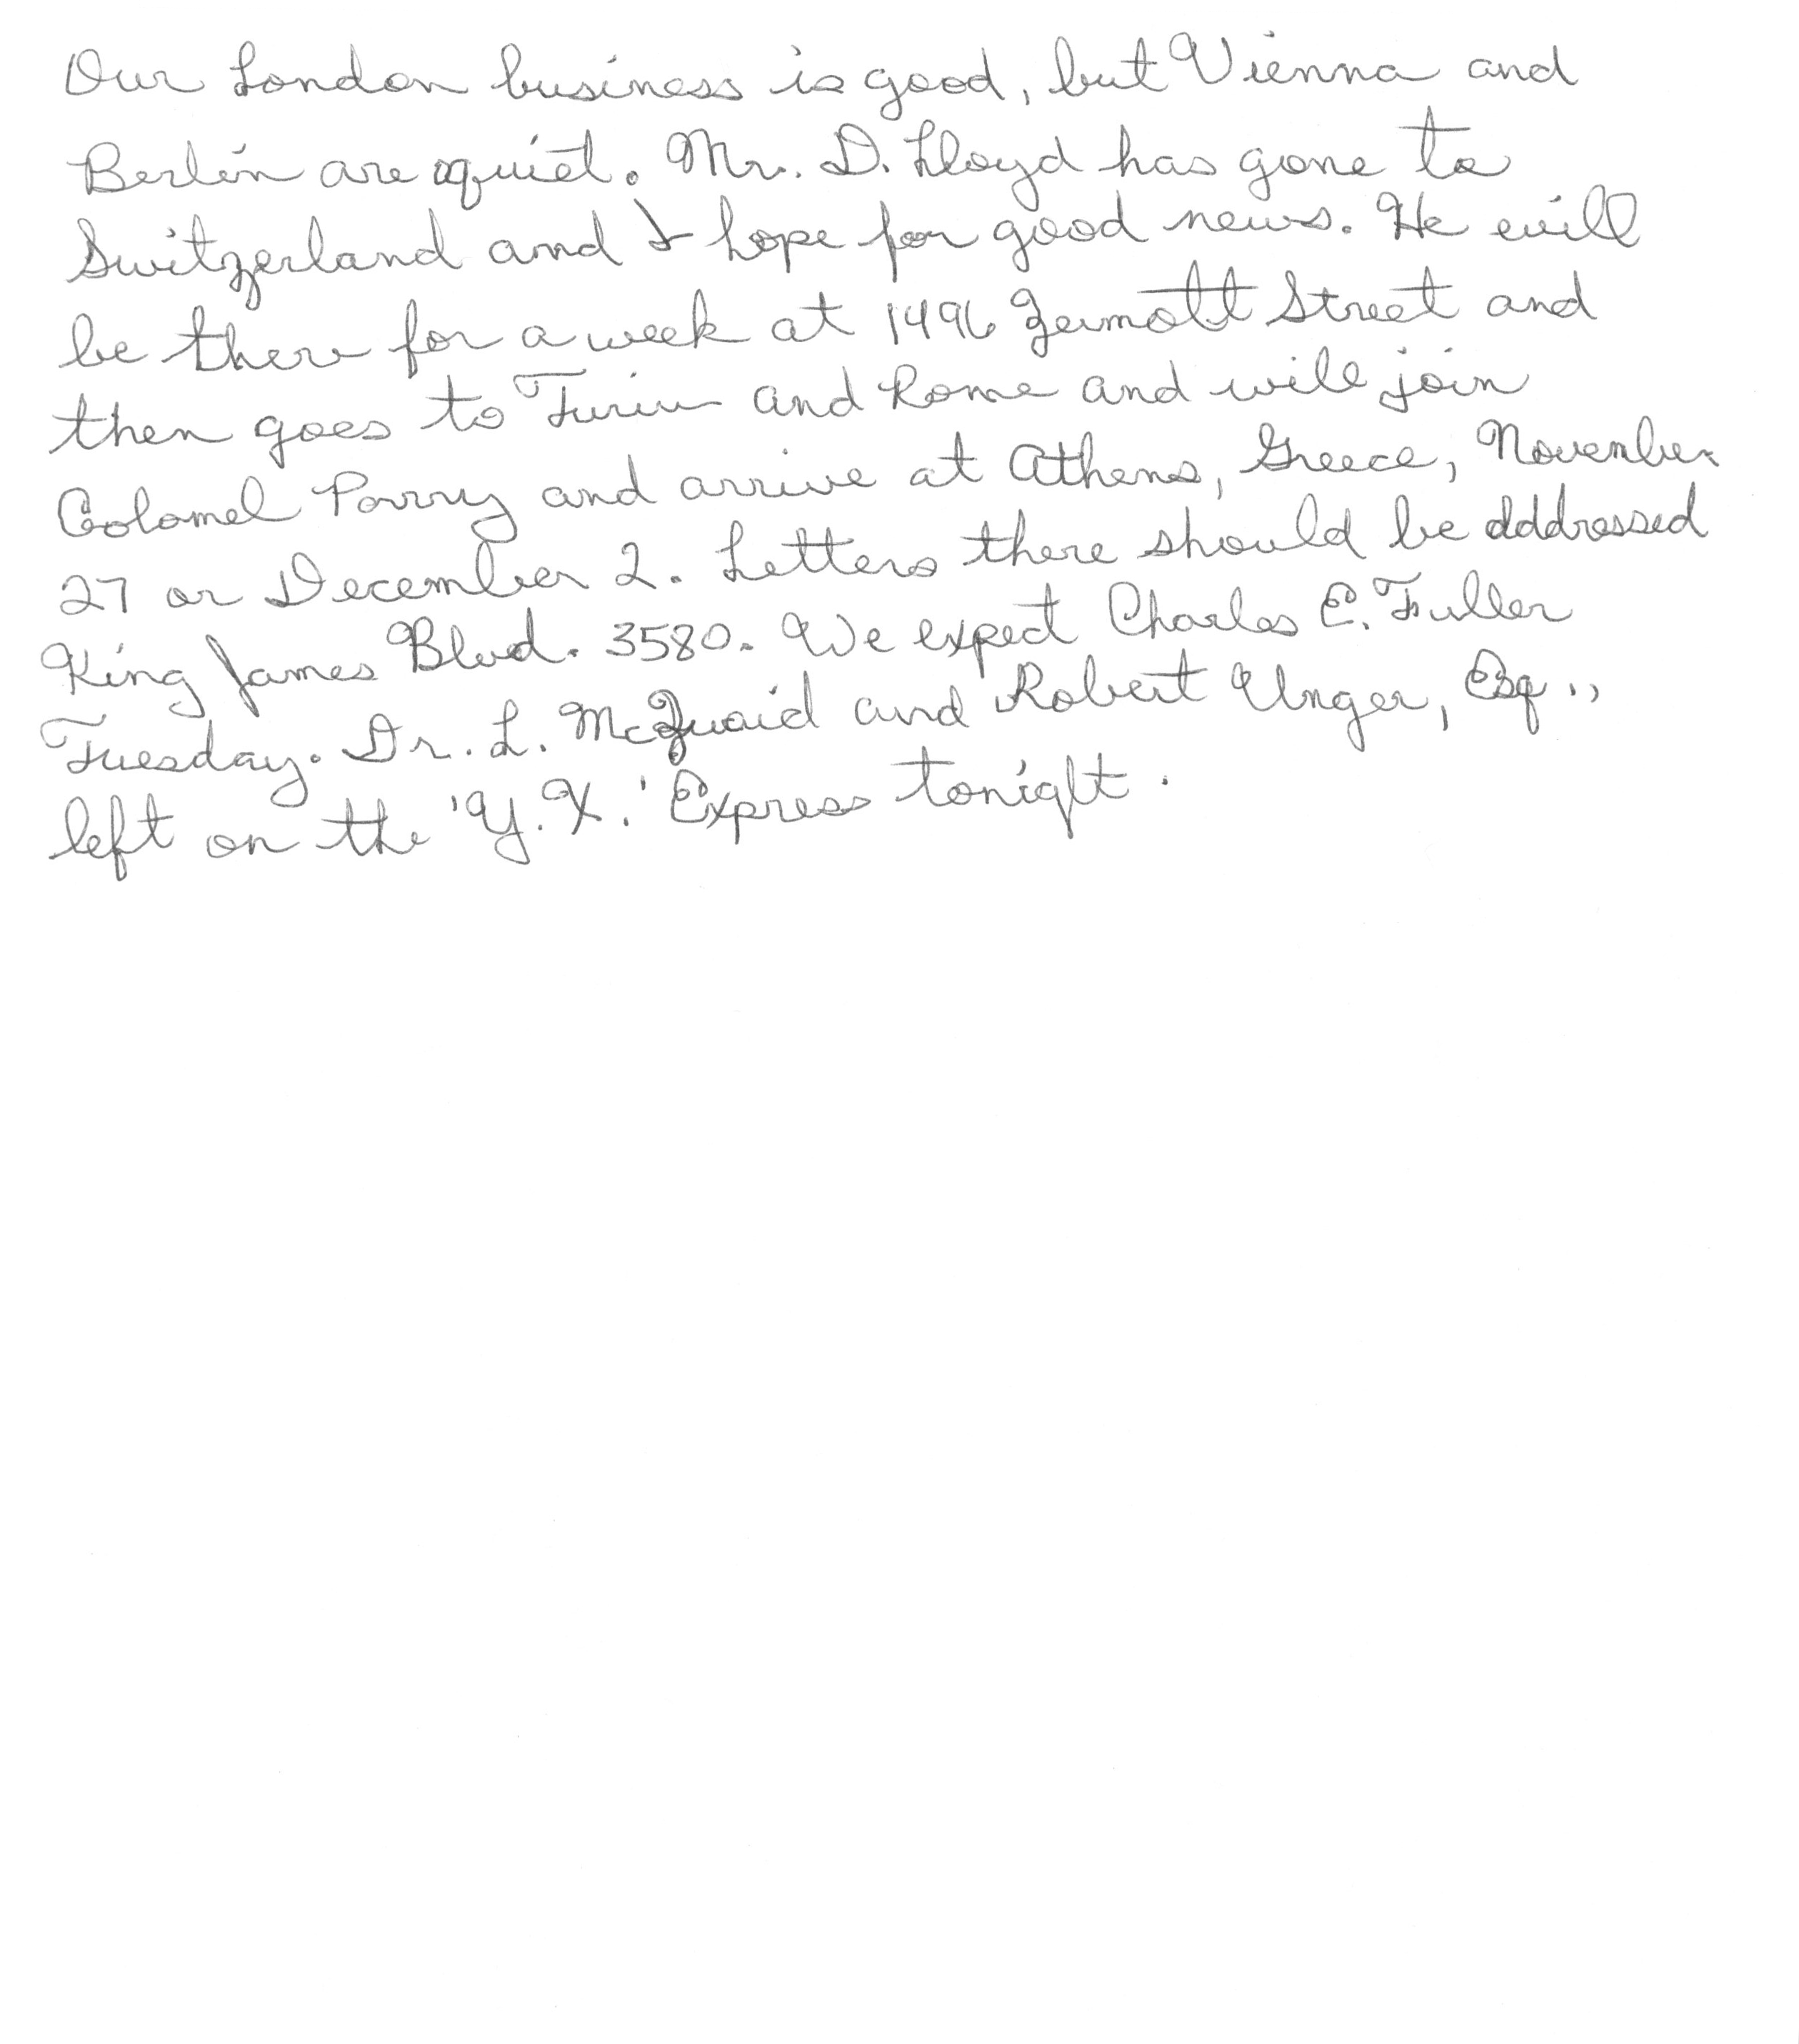 Our London business is good, but Vienna and
Berlin are quiet. Mr. D. Lloyd has gone to
Switzerland and I hope for good news. He will
be there for a week at 1496 Zermott Street and
then goes to Turin and Rome and will join
Colonel Parry and arrive at Athens, Greece, November
27 or December 2. Letters there should be addressed
King James Blvd. 3580. We expect Charles E. Fuller
Tuesday. Dr. L. McQuaid and Robert Unger, Esq.,
left on the 'Y.X.' Express tonight.